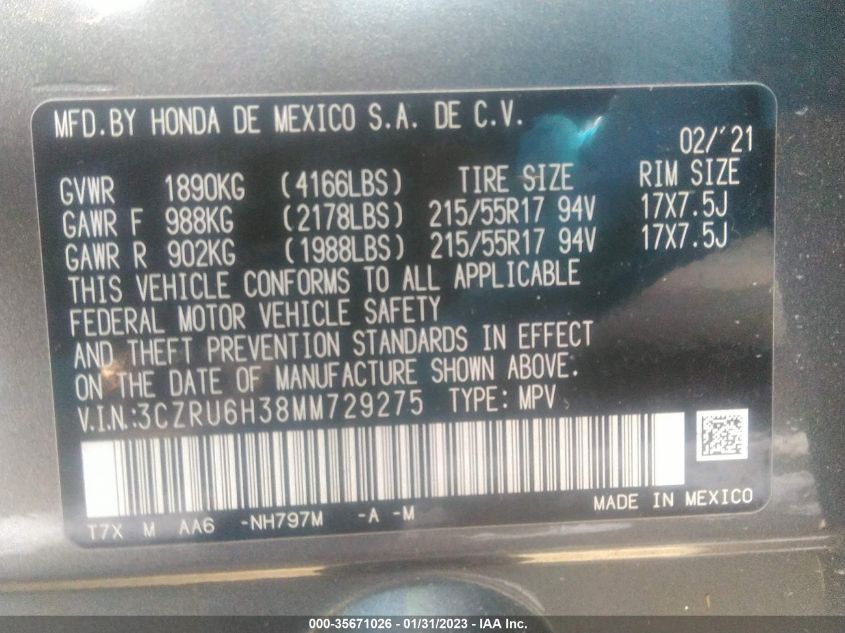 MFD.BY HONDA DE MEXICO S.A. DE C.V.
02/'21
GVWR 1890KG (4166LBS) TIRE SIZE RIM SIZE
GAWR F 988KG (2178LBS) 215/55R17 94V 17X7.5J
GAWR R 902KG (1988LBS) 215/55R17 94V 17X7.5J
THIS VEHICLE CONFORMS TO ALL APPLICABLE
FEDERAL MOTOR VEHICLE SAFETY
AND THEFT PREVENTION STANDARDS IN EFFECT
ON THE DATE OF MANUFACTURE SHOWN ABOVE.
V.I.N.:3CZRU6H38MM729275 TYPE: MPV
MADE IN MEXICO
T7X M AA6 -NH797M -A -M
000-35671026 - 01/31/2023 - IAA Inc.